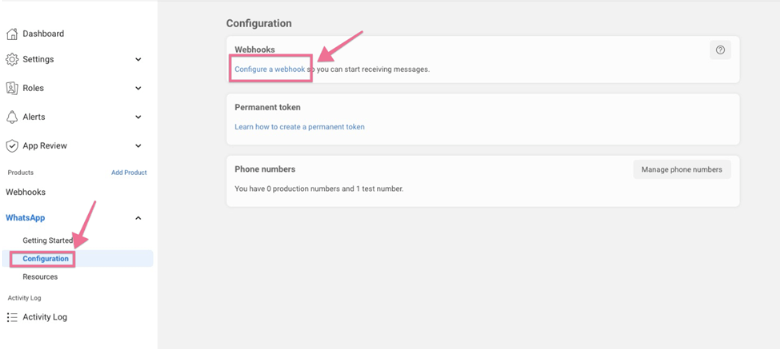 Dashboard
Settings
Roles
Alerts
App Review
Products Add Product
Webhooks
WhatsApp
Getting Started
Configuration
Resources
Activity Log
Activity Log
Configuration
Webhooks
Configure a webhook so you can start receiving messages.
Permanent token
Learn how to create a permanent token
Phone numbers
Manage phone numbers
You have 0 production numbers and 1 test number.